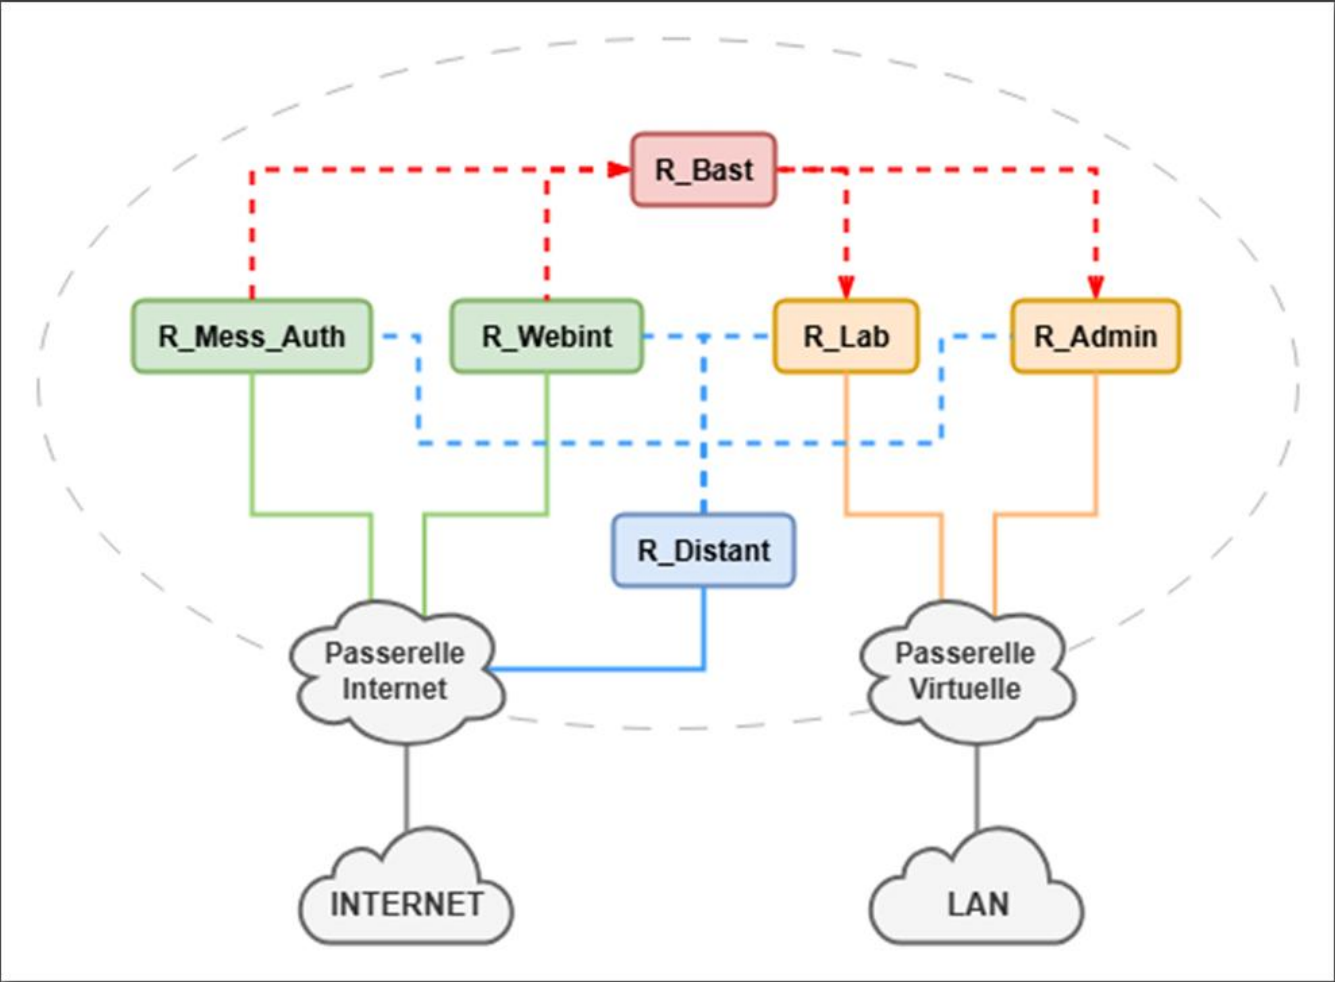 R_Bast
R_Mess_Auth
R_Webint
R_Lab
R_Admin
R_Distant
Passerelle
Internet
Passerelle
Virtuelle
INTERNET
LAN